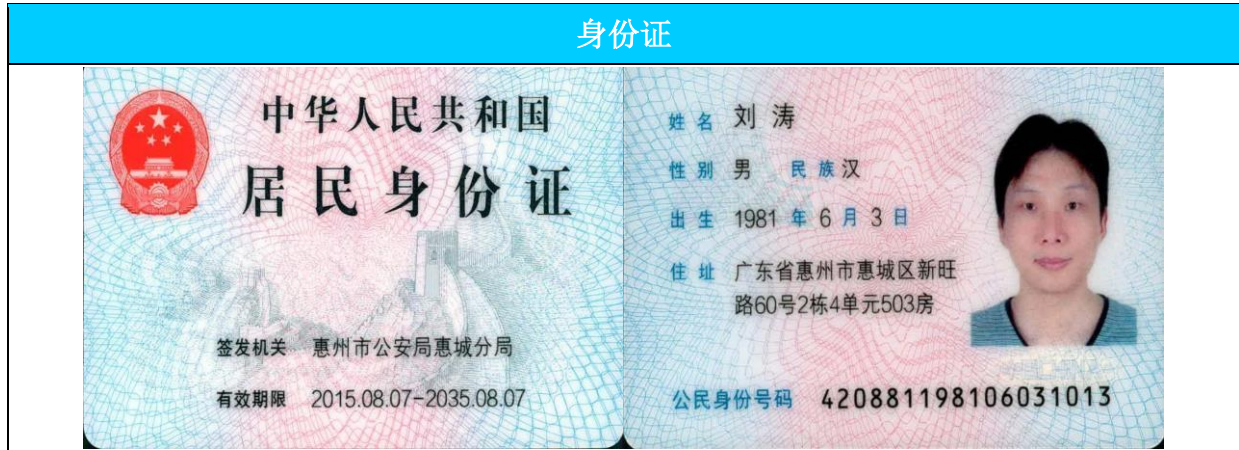 身份证
中华人民共和国
居民身份证
签发机关 惠州市公安局惠城分局
有效期限 2015.08.07-2035.08.07
姓名 刘涛
性别 男 民族 汉
出生 1981 年 6 月 3 日
住址 广东省惠州市惠城区新旺
路60号2栋4单元503房
公民身份号码 420881198106031013